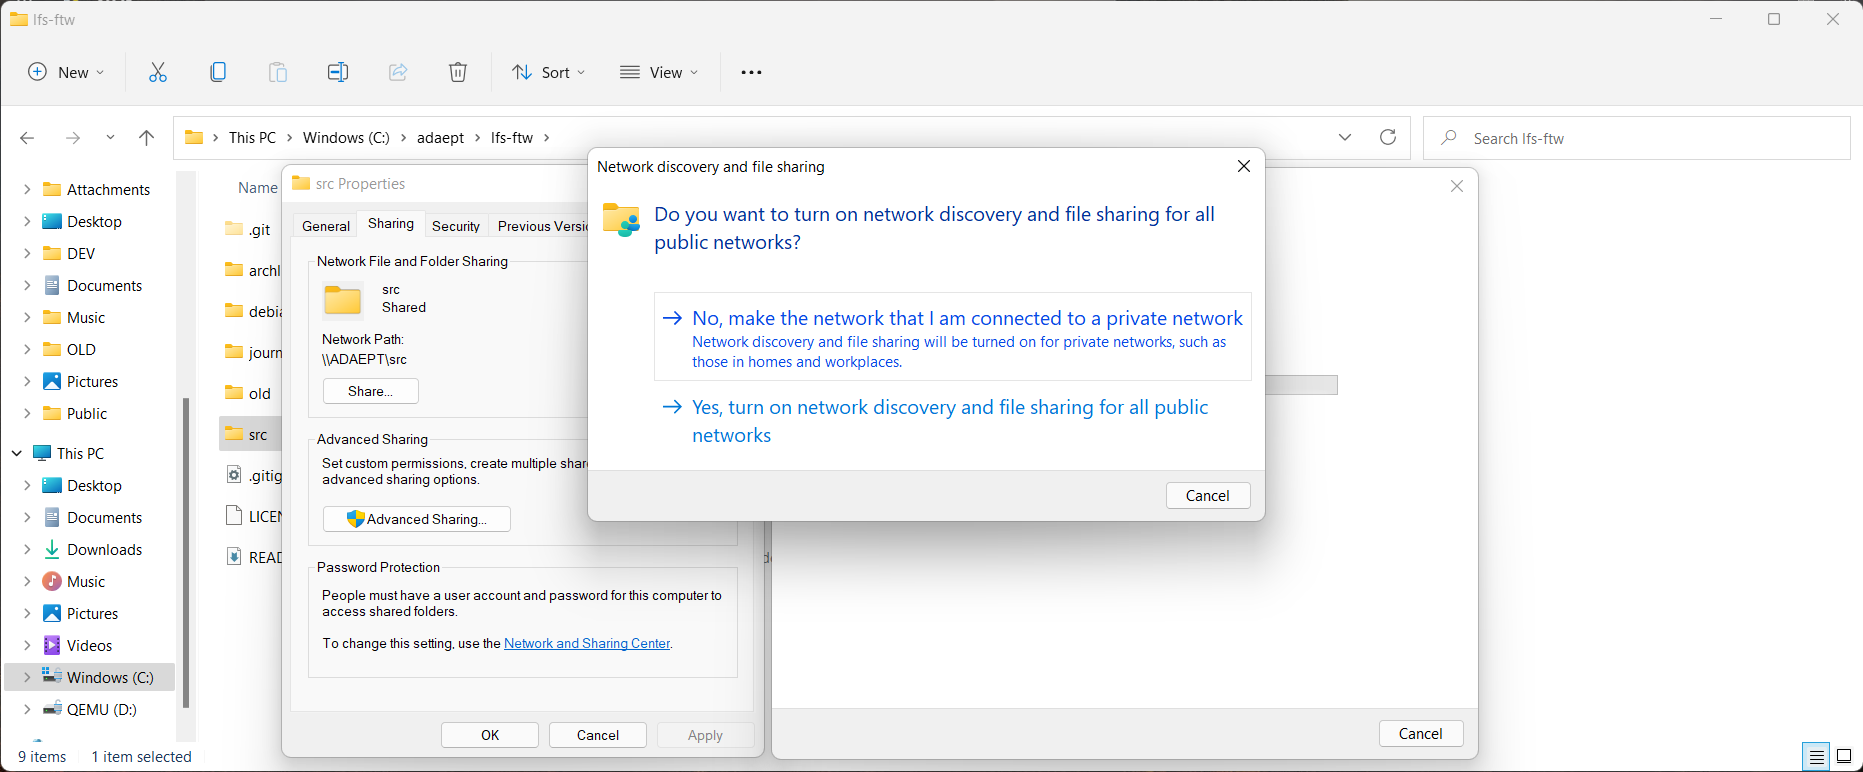 lfs-ftw
New
Sort
View
This PC
Windows (C:)
adaept
lfs-ftw
Search lfs-ftw
Attachments
Desktop
DEV
Documents
Music
OLD
Pictures
Public
This PC
Desktop
Documents
Downloads
Music
Pictures
Videos
Windows (C:)
QEMU (D:)
9 items
1 item selected
Name
.git
archl
debia
journ
old
src
.gitig
LICEN
READ
src Properties
General
Sharing
Security
Previous Versio
Network File and Folder Sharing
src
Shared
Network Path:
\\ADAEPT\src
Share...
Advanced Sharing
Set custom permissions, create multiple share
advanced sharing options.
Advanced Sharing...
Password Protection
People must have a user account and password for this computer to
access shared folders.
To change this setting, use the Network and Sharing Center.
OK
Cancel
Apply
Network discovery and file sharing
Do you want to turn on network discovery and file sharing for all
public networks?
No, make the network that I am connected to a private network
Network discovery and file sharing will be turned on for private networks, such as
those in homes and workplaces.
Yes, turn on network discovery and file sharing for all public
networks
Cancel
Cancel